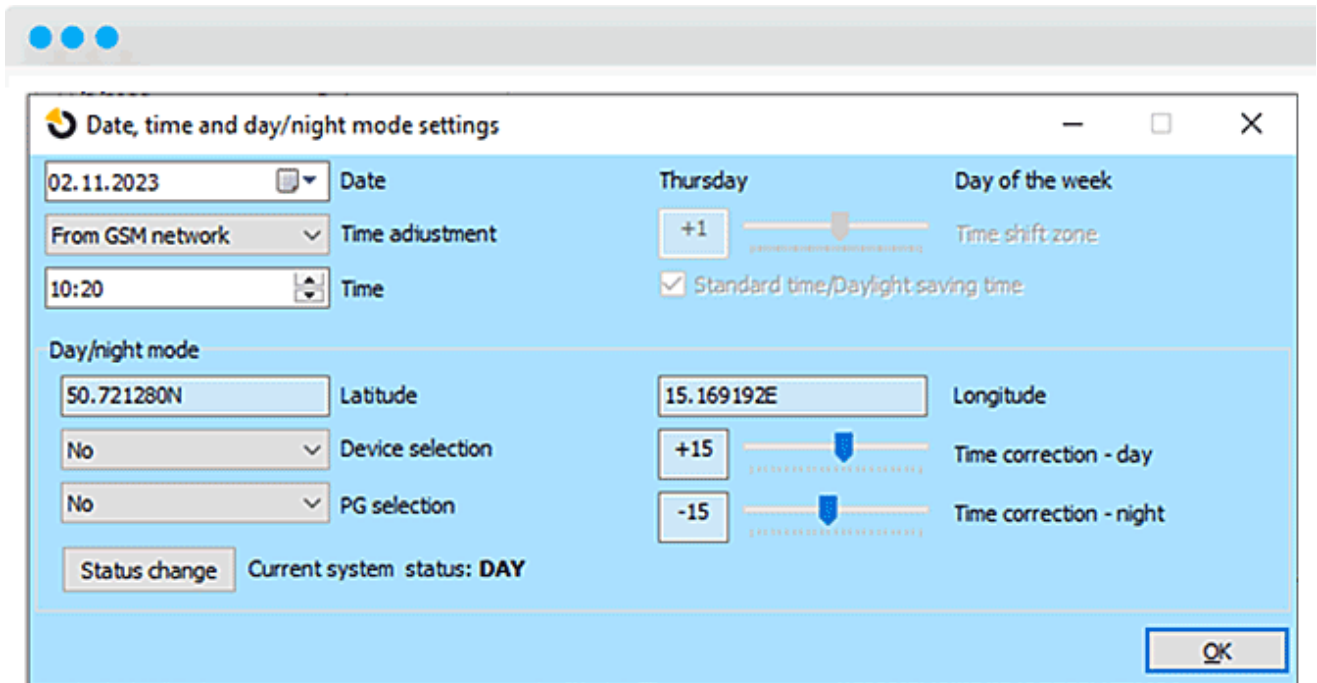 Date, time and day/night mode settings
02.11.2023 Date Thursday Day of the week
From GSM network Time adiustment +1 Time shift zone
10:20 Time Standard time/Daylight saving time
Day/night mode
50.721280N Latitude 15.169192E Longitude
No Device selection +15 Time correction - day
No PG selection -15 Time correction - night
Status change Current system status: DAY
OK